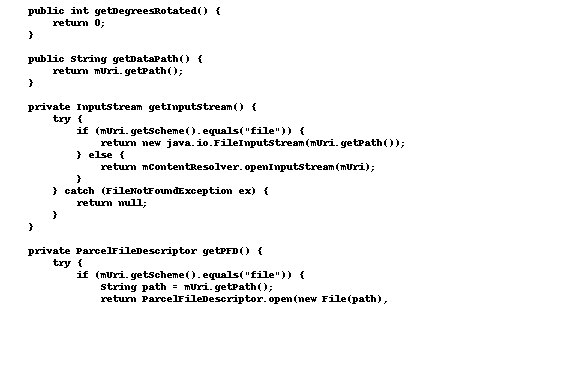 public int getDegreesRotated() {
    return 0;
}

public String getDataPath() {
    return mUri.getPath();
}

private InputStream getInputStream() {
    try {
        if (mUri.getScheme().equals("file")) {
            return new java.io.FileInputStream(mUri.getPath());
        } else {
            return mContentResolver.openInputStream(mUri);
        }
    } catch (FileNotFoundException ex) {
        return null;
    }
}

private ParcelFileDescriptor getPFD() {
    try {
        if (mUri.getScheme().equals("file")) {
            String path = mUri.getPath();
            return ParcelFileDescriptor.open(new File(path),